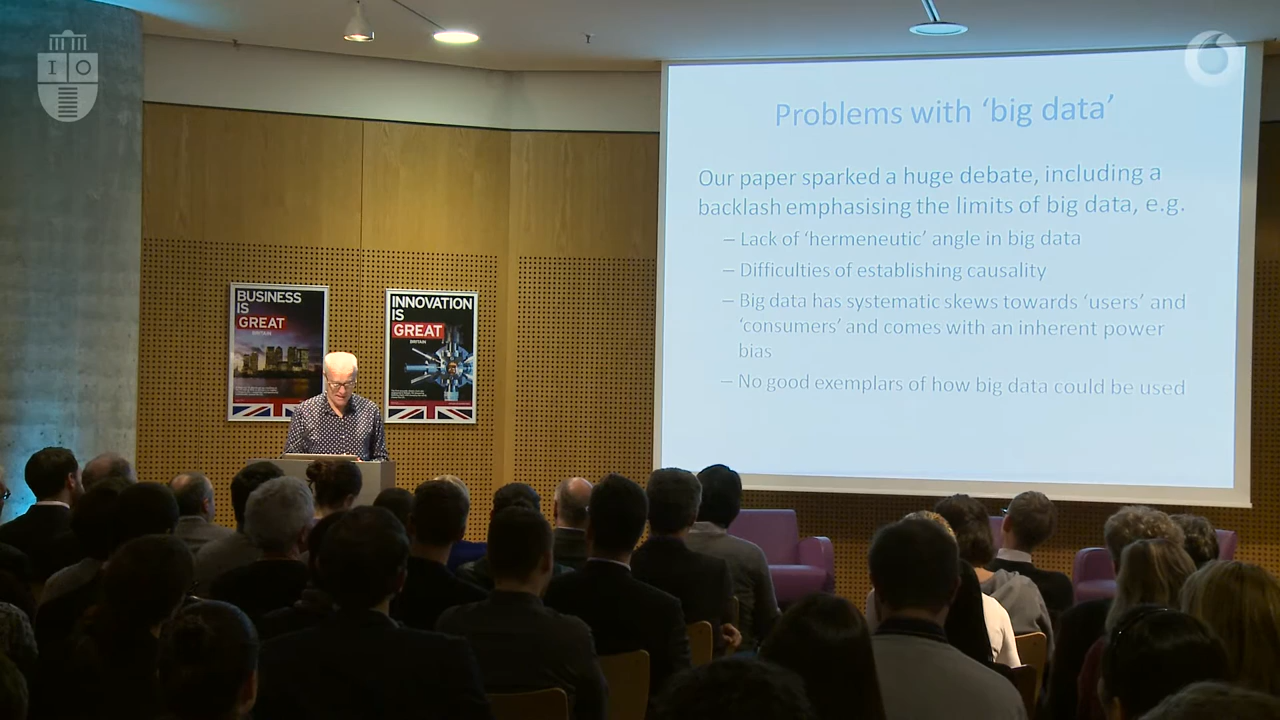 I O
Problems with ‘big data’
Our paper sparked a huge debate, including a
backlash emphasising the limits of big data, e.g.
– Lack of ‘hermeneutic’ angle in big data
– Difficulties of establishing causality
– Big data has systematic skews towards ‘users’ and
‘consumers’ and comes with an inherent power
bias
– No good exemplars of how big data could be used
BUSINESS
IS
GREAT
BRITAIN
INNOVATION
IS
GREAT
BRITAIN